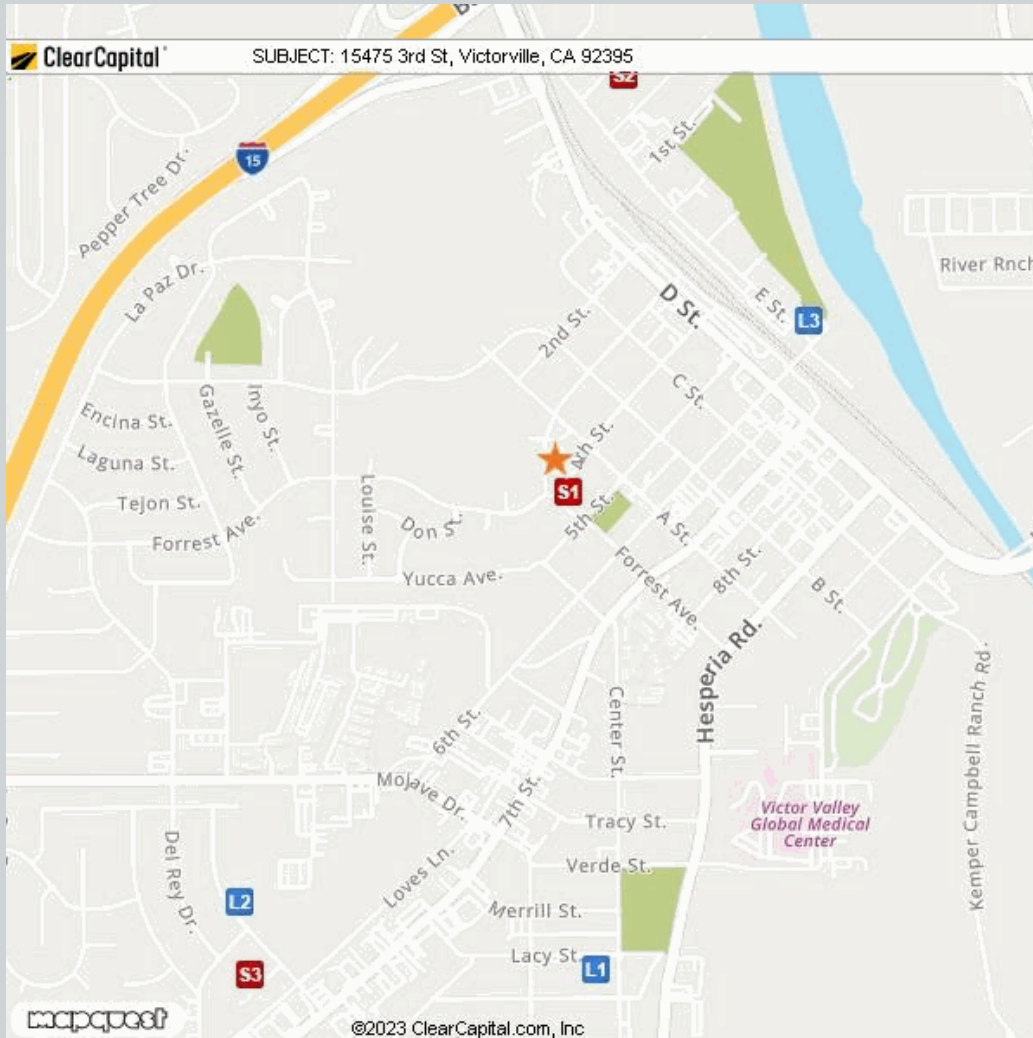 ClearCapital
SUBJECT: 15475 3rd St, Victorville, CA 92395
S2
1st St.
15
Pepper Tree Dr.
La Paz Dr.
River Rnch
D St.
E St.
L3
2nd St.
C St.
Encina St.
Gazelle St.
Inyo St.
Laguna St.
4th St.
S1
Tejon St.
Louise St.
Don St.
5th St.
A St.
Forrest Ave.
Yucca Ave.
Forrest Ave.
8th St.
B St.
Hesperia Rd.
Center St.
Kemper Campbell Ranch Rd.
6th St.
Mojave Dr.
7th St.
Tracy St.
Victor Valley
Global Medical
Center
Verde St.
Del Rey Dr.
Loves Ln.
L2
Merrill St.
Lacy St.
S3
L1
mapquest
©2023 ClearCapital.com, Inc